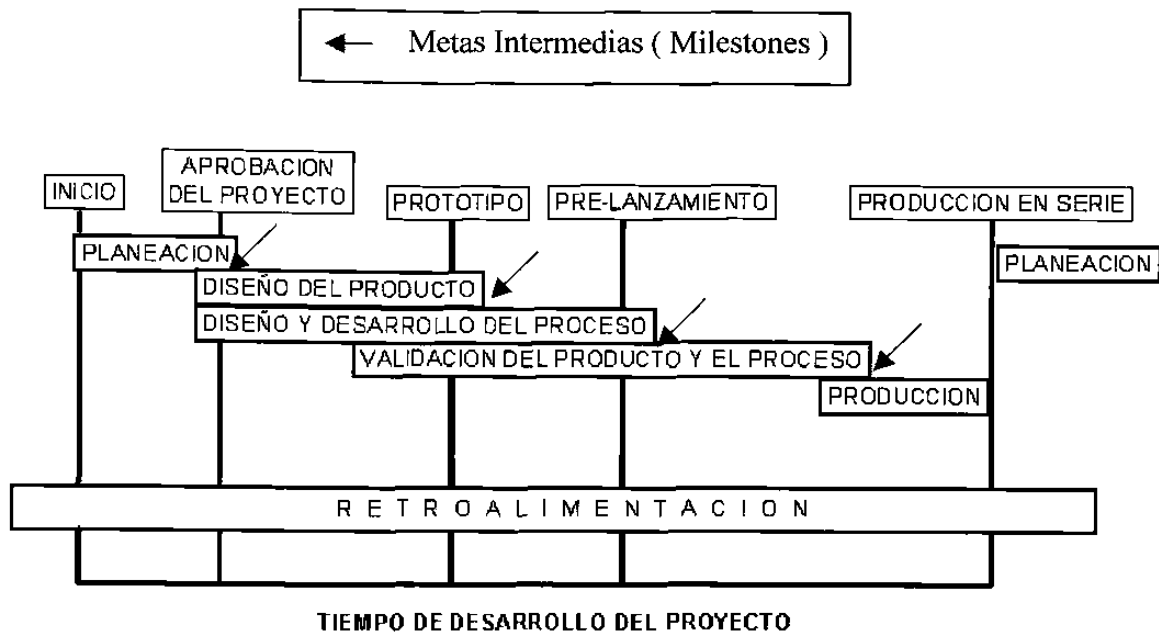 Metas Intermedias ( Milestones )
INICIO
APROBACION
DEL PROYECTO
PROTOTIPO
PRE-LANZAMIENTO
PRODUCCION EN SERIE
PLANEACION
PLANEACION
DISEÑO DEL PRODUCTO
DISEÑO Y DESARROLLO DEL PROCESO
VALIDACION DEL PRODUCTO Y EL PROCESO
PRODUCCION
RETROALIMENTACION
TIEMPO DE DESARROLLO DEL PROYECTO